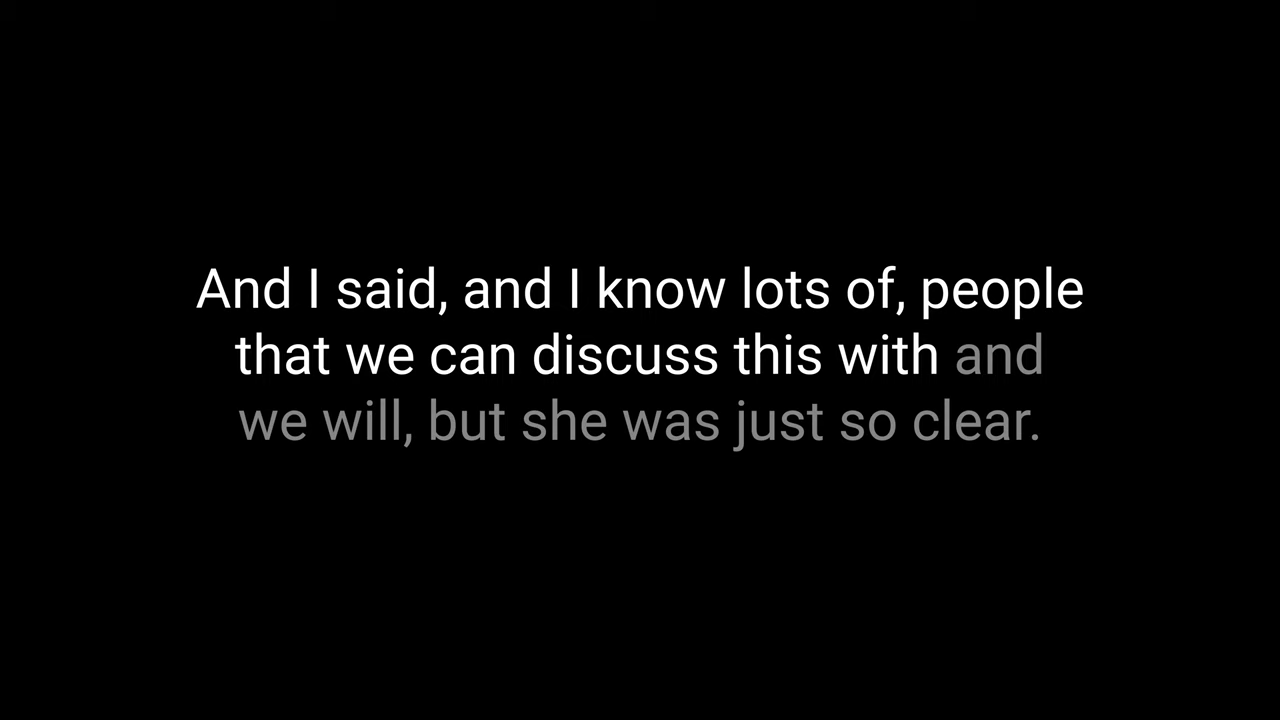 And I said, and I know lots of, people
that we can discuss this with and
we will, but she was just so clear.